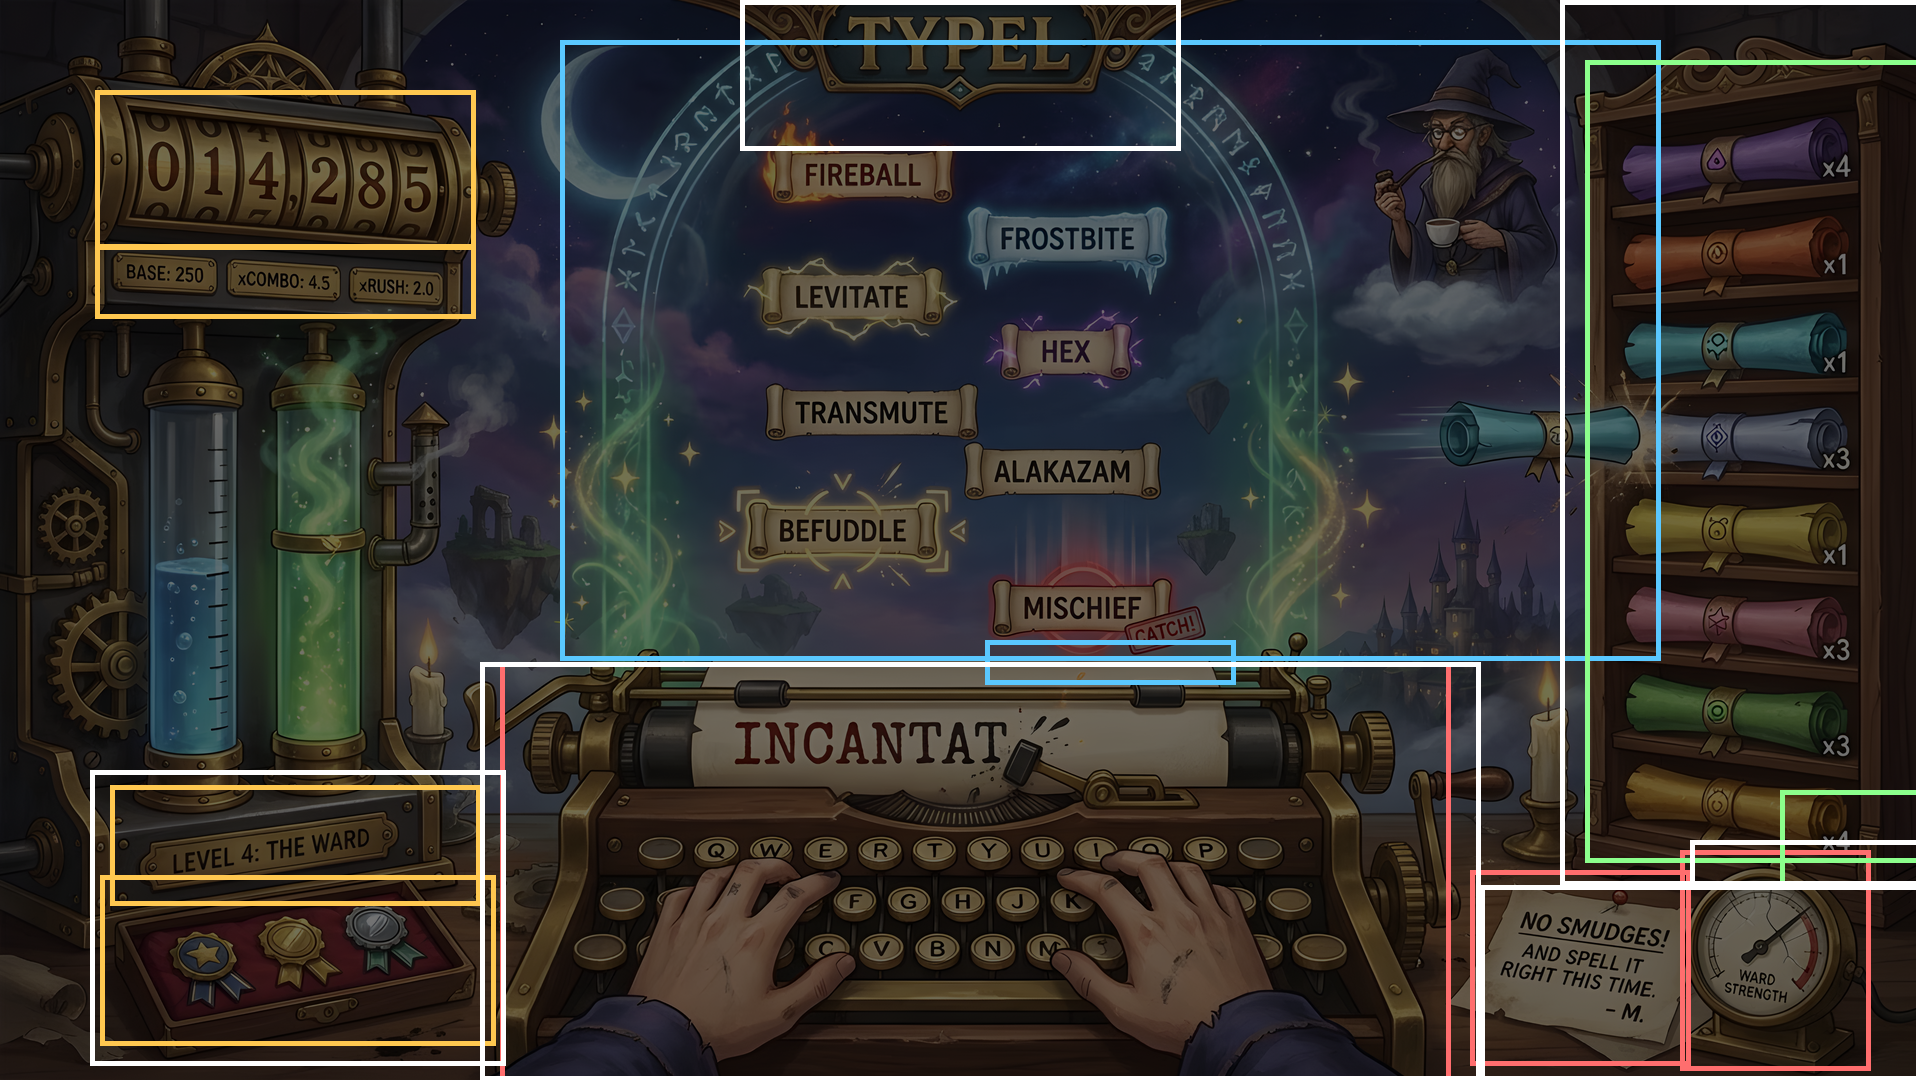 TYPEL
014,285
BASE: 250
xCOMBO: 4.5
xRUSH: 2.0
FIREBALL
FROSTBITE
LEVITATE
HEX
TRANSMUTE
ALAKAZAM
BEFUDDLE
MISCHIEF
CATCH!
x4
x1
x1
x3
x1
x3
x3
x4
INCANTAT
Q W E R T Y U I O P
F G H J K
C V B N M
LEVEL 4: THE WARD
NO SMUDGES!
AND SPELL IT
RIGHT THIS TIME.
- M.
WARD
STRENGTH